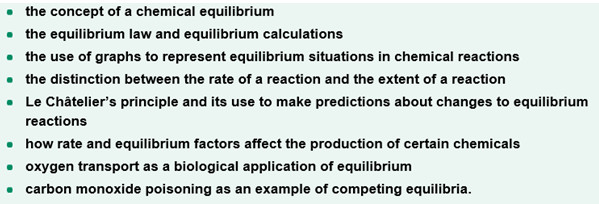 • the concept of a chemical equilibrium
• the equilibrium law and equilibrium calculations
• the use of graphs to represent equilibrium situations in chemical reactions
• the distinction between the rate of a reaction and the extent of a reaction
• Le Châtelier’s principle and its use to make predictions about changes to equilibrium
reactions
• how rate and equilibrium factors affect the production of certain chemicals
• oxygen transport as a biological application of equilibrium
• carbon monoxide poisoning as an example of competing equilibria.